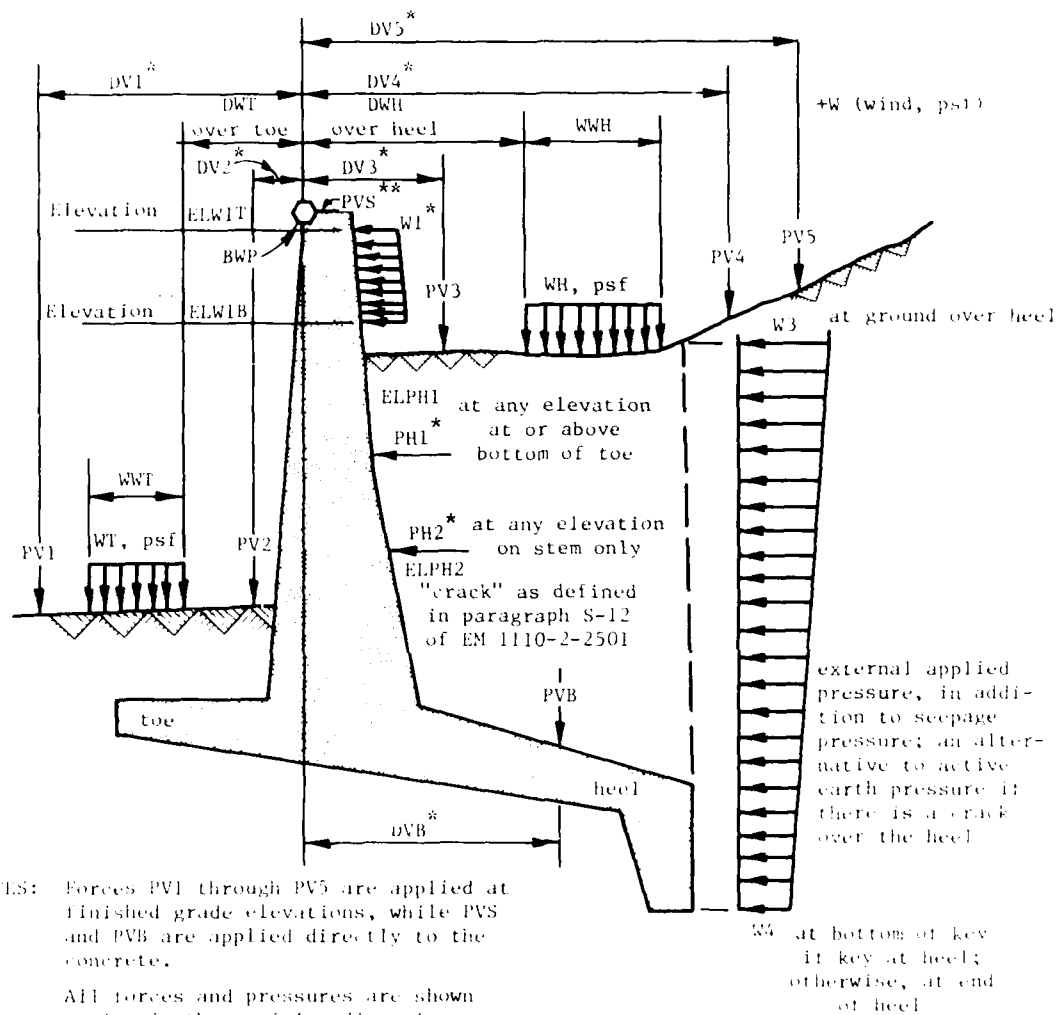 DV5*
DV1*
DV4*
DWT
DWH
+W (wind, psf)
over toe
over heel
WWH
DV2*
DV3*
PVS**
Elevation ELW1T
W1*
BWP
PV3
WH, psf
PV4
PV5
Elevation ELW1B
W3 at ground over heel
ELPH1 at any elevation
at or above
PH1*
bottom of toe
WWT
WT, psf
PV1
PV2
PH2* at any elevation
on stem only
ELPH2
"crack" as defined
in paragraph S-12
of EM 1110-2-2501
PVB
external applied
pressure, in addi-
tion to seepage
pressure; an alter-
native to active
earth pressure if
there is a crack
over the heel
toe
heel
DVB*
Forces PV1 through PV5 are applied at
finished grade elevations, while PVS
and PVB are applied directly to the
concrete.
W4 at bottom of key
if key at heel;
otherwise, at end
of heel
All forces and pressures are shown